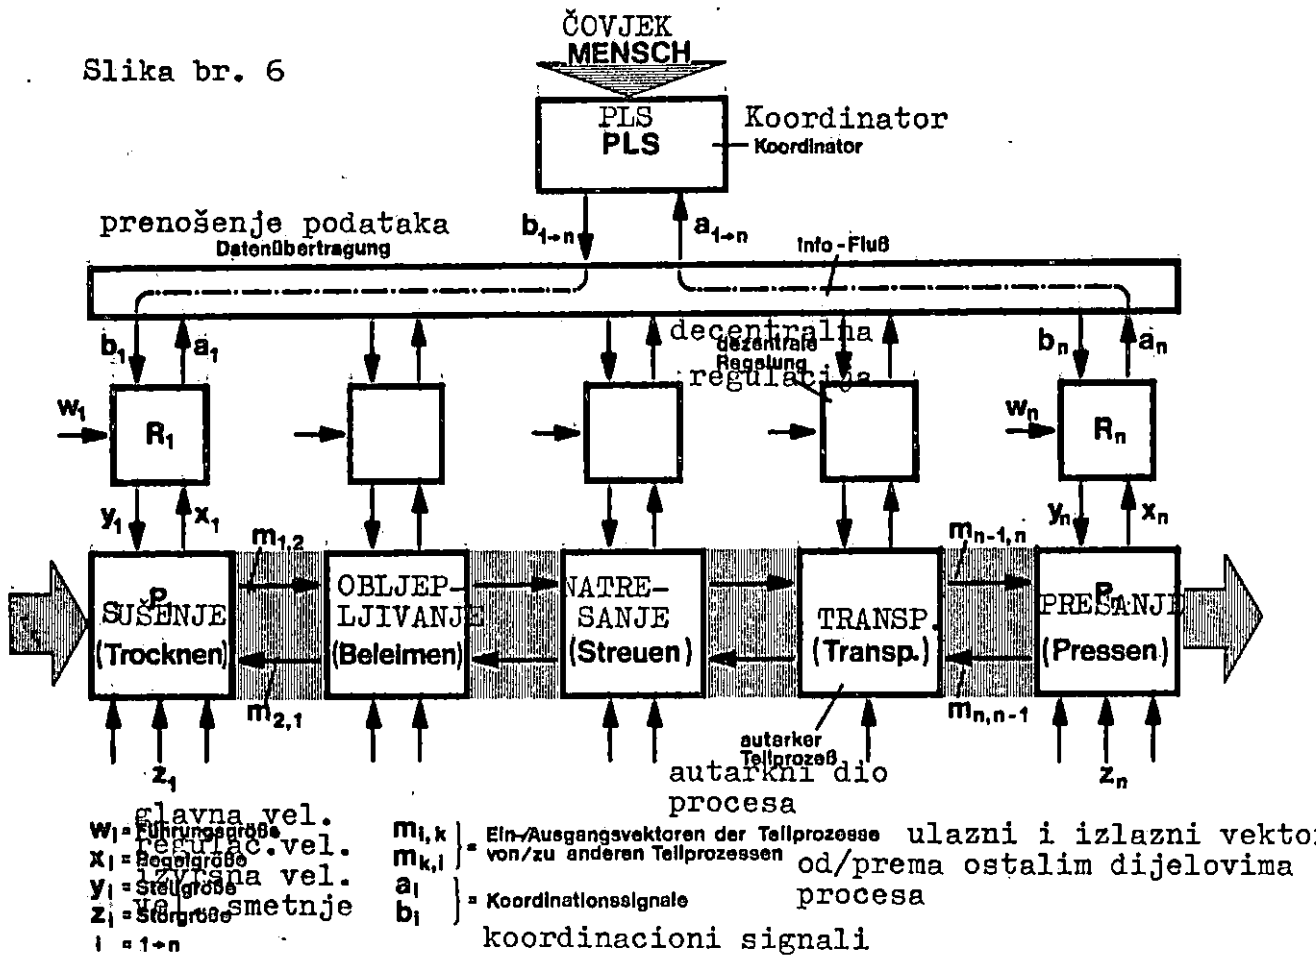 Slika br. 6
ČOVJEK
MENSCH
PLS
PLS
Koordinator
Koordinator
prenošenje podataka
Datenübertragung
b1→n
a1→n
Info-Fluß
b1
a1
decentralna
dezentrale
Regelung
regulacija
bn
an
w1
R1
wn
Rn
y1
x1
yn
xn
m1,2
mn-1,n
P1
SUŠENJE
(Trocknen)
OBLJEP-
LJIVANJE
(Beleimen)
NATRE-
SANJE
(Streuen)
TRANSP.
(Transp.)
PREŠANJE
(Pressen)
m2,1
mn,n-1
z1
zn
autarker
Teilprozeß
autarkni dio
procesa
glavna vel.
wi = Führungsgröße
regulac.vel.
xi = Regelgröße
izvršna vel.
yi = Stellgröße
vel. smetnje
zi = Störgröße
i = 1→n
mi,k
mk,i
= Ein-/Ausgangsvektoren der Teilprozesse
von/zu anderen Teilprozessen
ulazni i izlazni vekto
od/prema ostalim dijelovima
procesa
ai
bi
= Koordinationssignale
koordinacioni signali